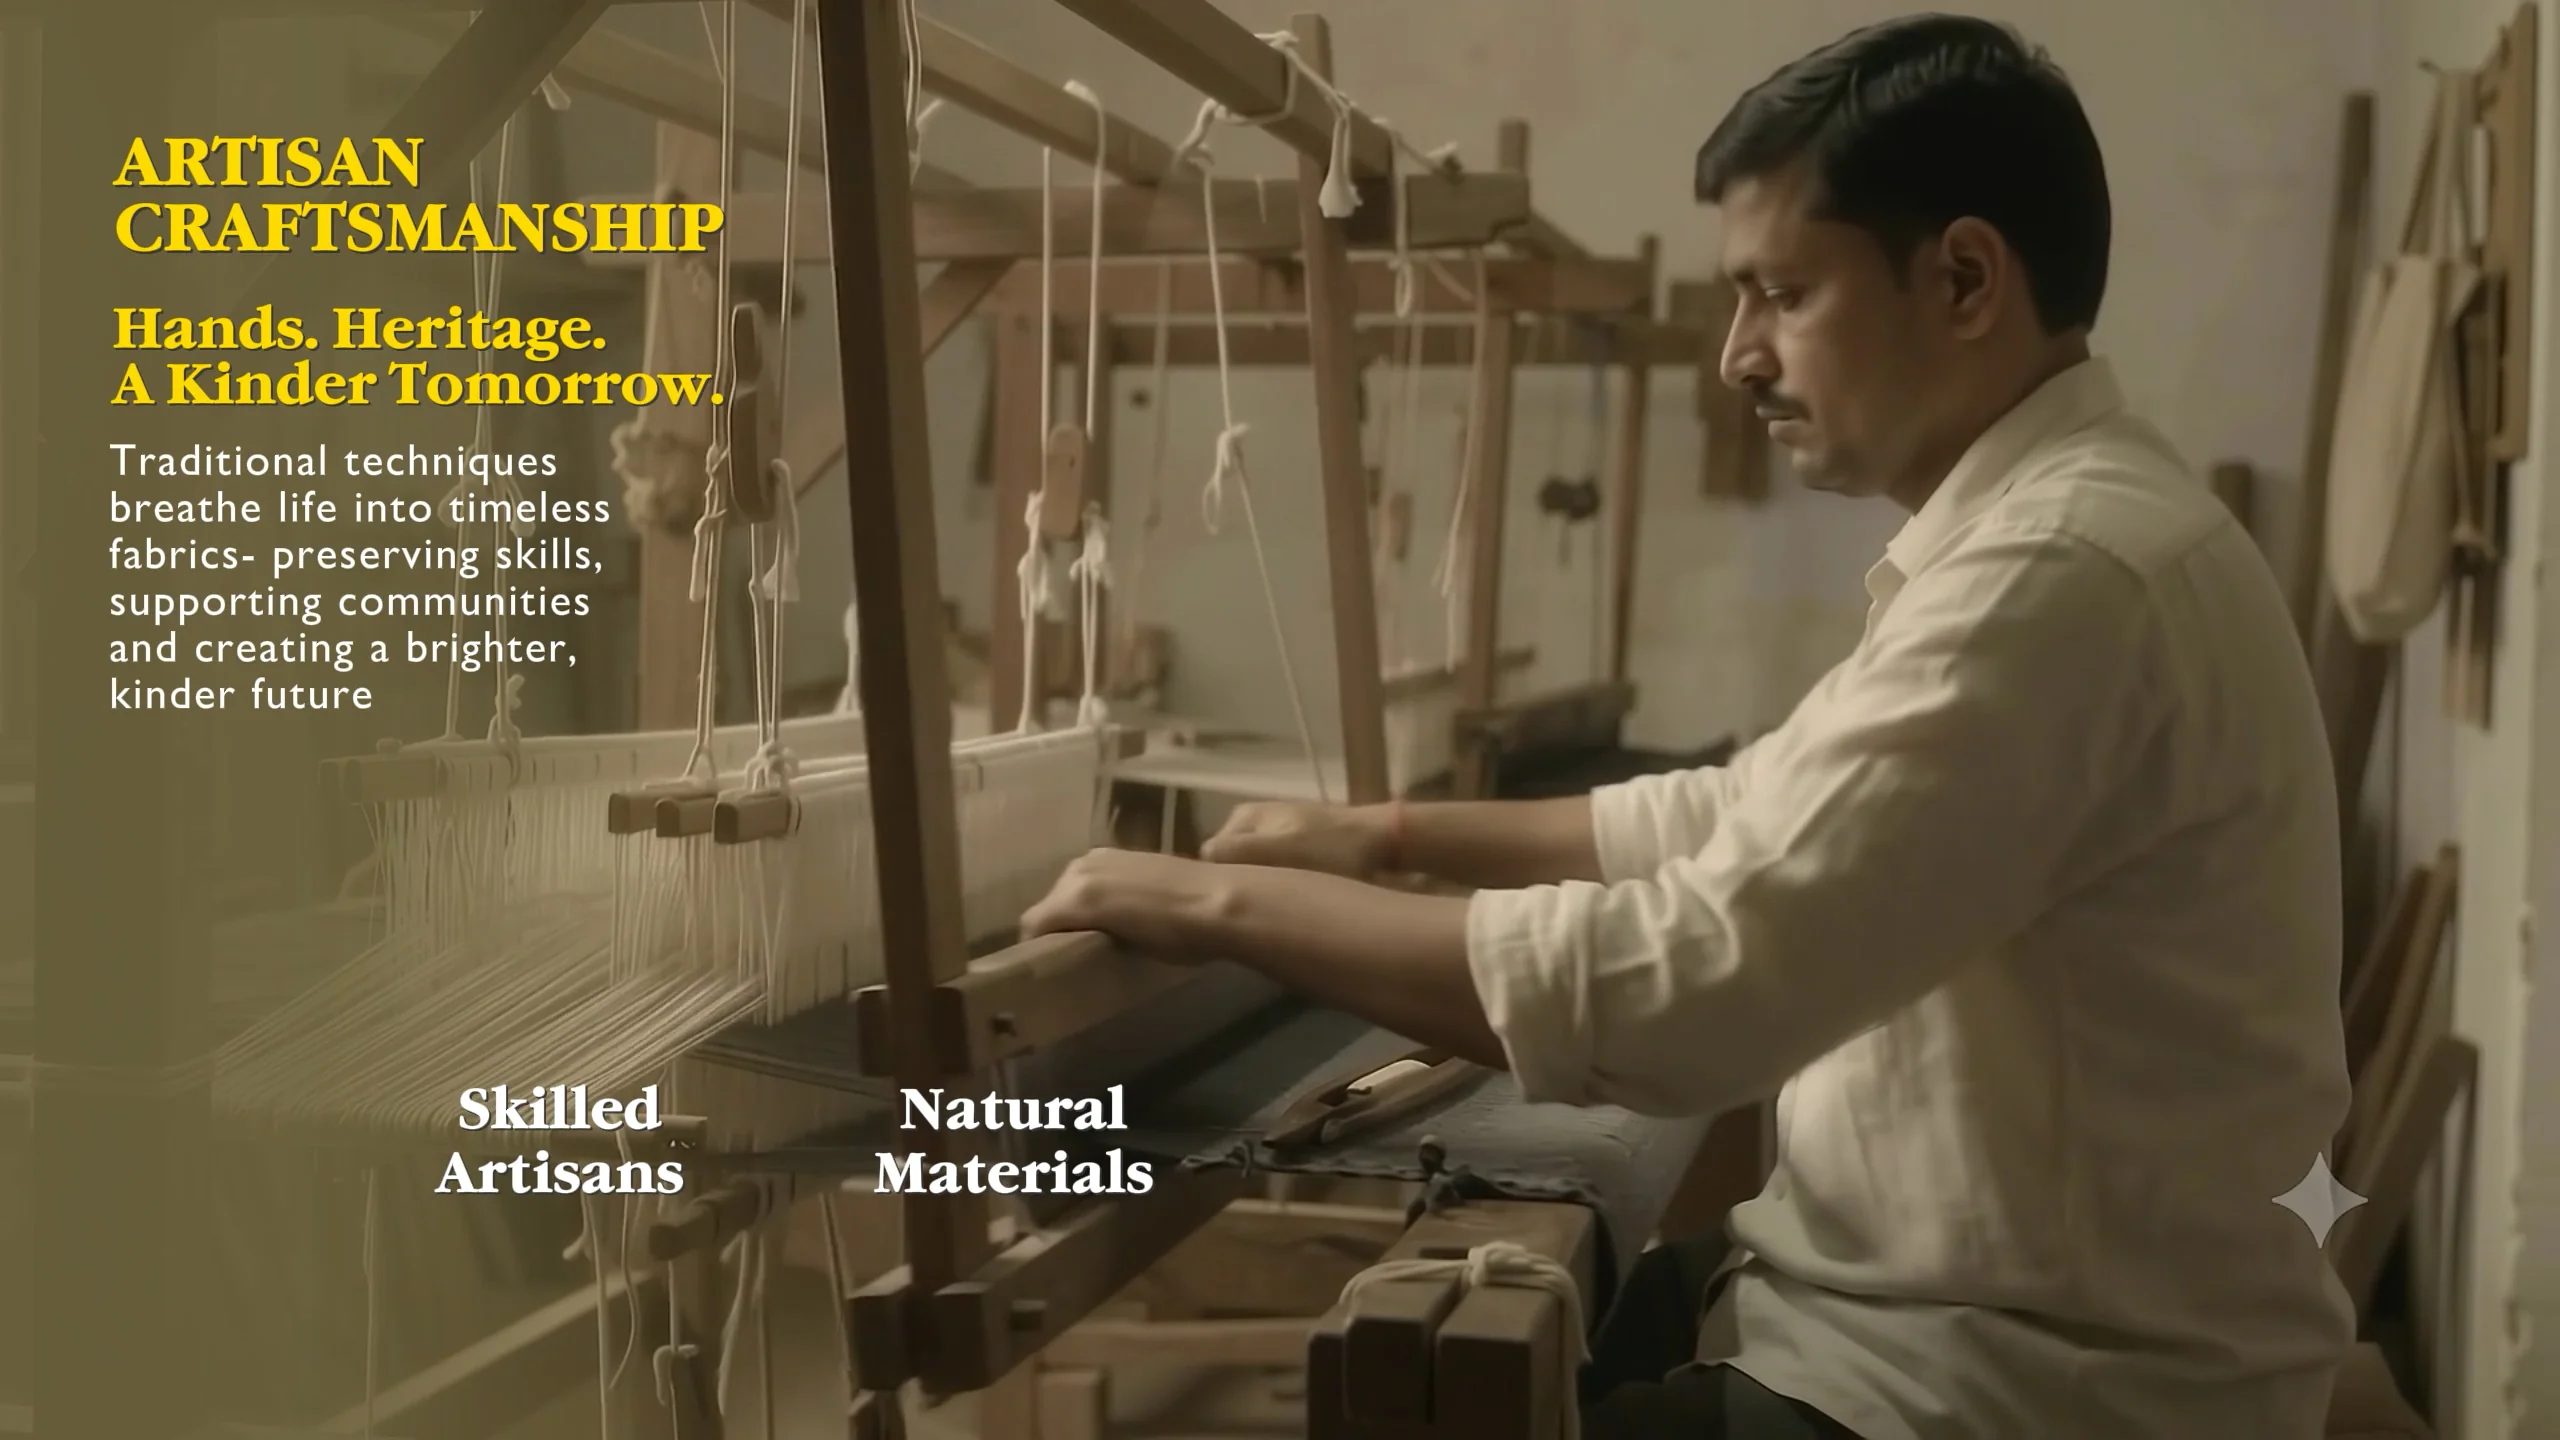 ARTISAN
CRAFTSMANSHIP
Hands. Heritage.
A Kinder Tomorrow.
Traditional techniques
breathe life into timeless
fabrics- preserving skills,
supporting communities
and creating a brighter,
kinder future
Skilled
Artisans
Natural
Materials